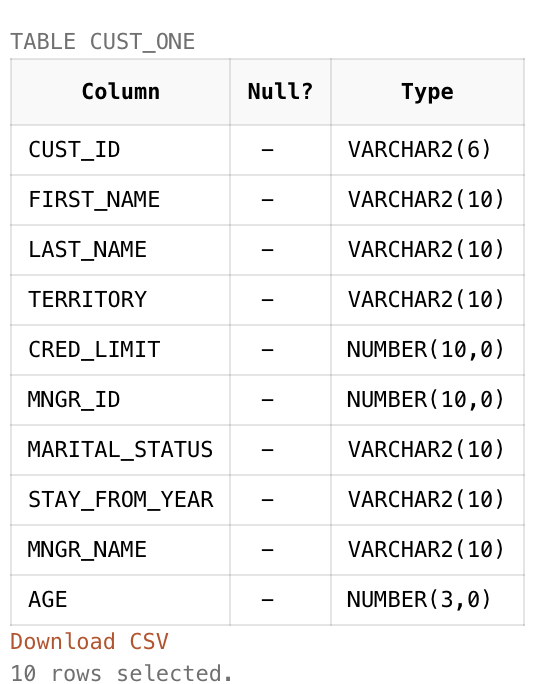 TABLE CUST_ONE
Column Null? Type
CUST_ID – VARCHAR2(6)
FIRST_NAME – VARCHAR2(10)
LAST_NAME – VARCHAR2(10)
TERRITORY – VARCHAR2(10)
CRED_LIMIT – NUMBER(10,0)
MNGR_ID – NUMBER(10,0)
MARITAL_STATUS – VARCHAR2(10)
STAY_FROM_YEAR – VARCHAR2(10)
MNGR_NAME – VARCHAR2(10)
AGE – NUMBER(3,0)
Download CSV
10 rows selected.